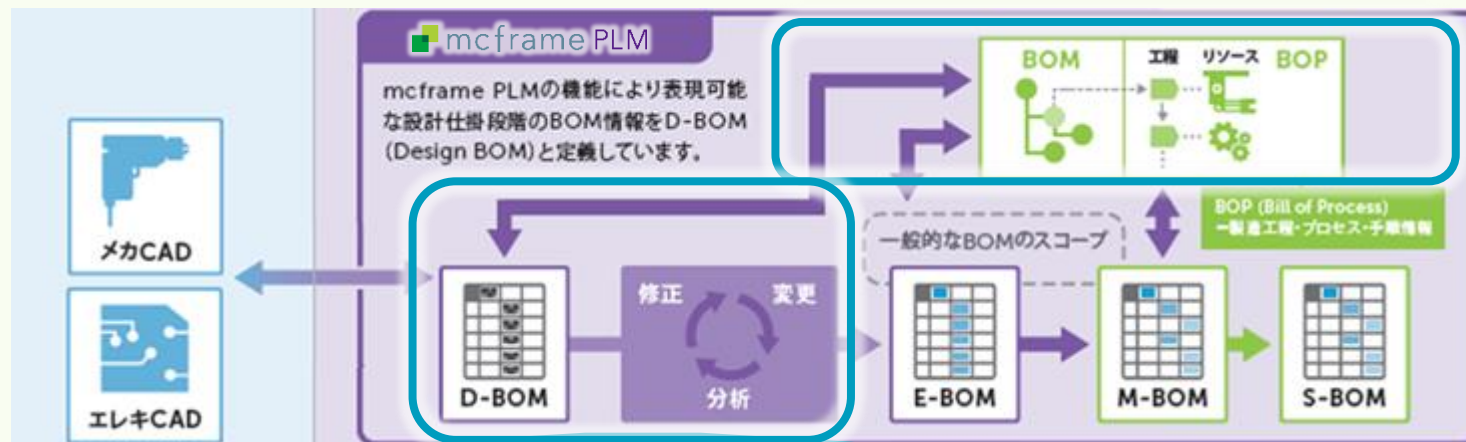 mcframe PLM
mcframe PLMの機能により表現可能
な設計仕掛段階のBOM情報をD-BOM
(Design BOM)と定義しています。
BOM
工程
リソース
BOP
BOP (Bill of Process)
ー製造工程・プロセス・手順情報
一般的なBOMのスコープ
メカCAD
エレキCAD
D-BOM
修正
変更
分析
E-BOM
M-BOM
S-BOM